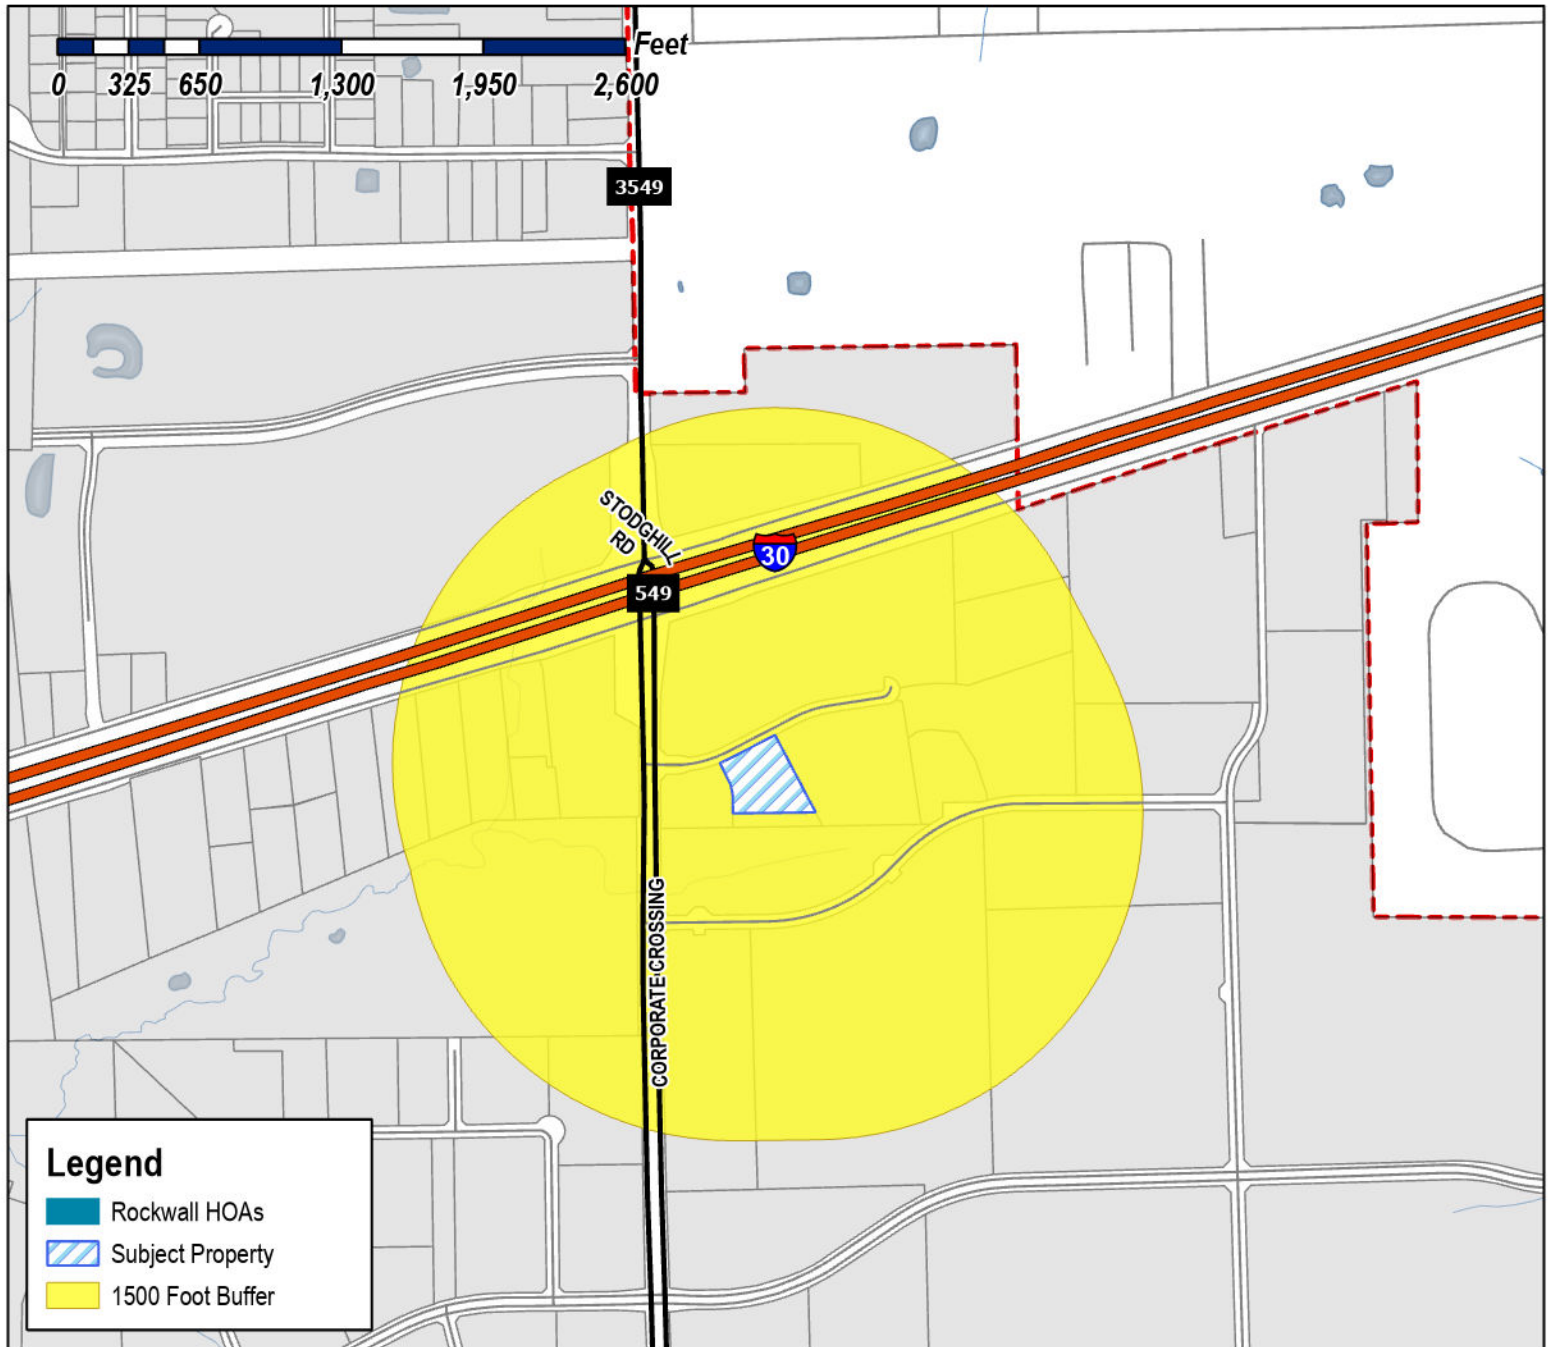 Feet
0 325 650 1,300 1,950 2,600
3549
STODGHILL
RD
30
549
CORPORATE CROSSING
Legend
Rockwall HOAs
Subject Property
1500 Foot Buffer